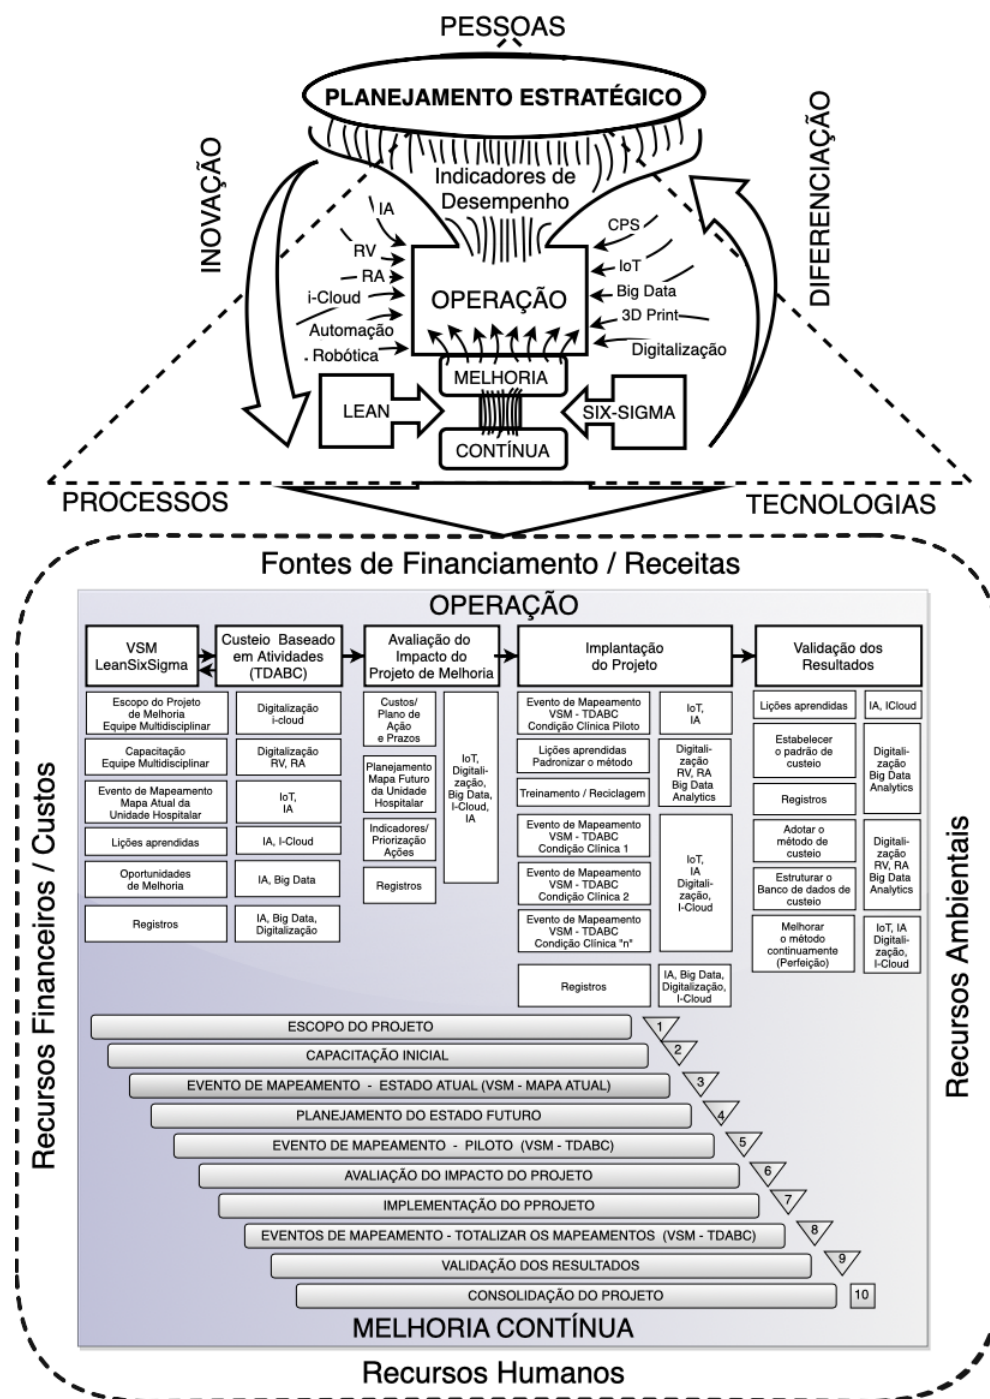 PESSOAS
PLANEJAMENTO ESTRATÉGICO
INOVAÇÃO
DIFERENCIAÇÃO
Indicadores de
Desempenho
IA
RV
RA
i-Cloud
Automação
Robótica
CPS
IoT
Big Data
3D Print
Digitalização
OPERAÇÃO
MELHORIA
LEAN
SIX-SIGMA
CONTÍNUA
PROCESSOS
TECNOLOGIAS
Fontes de Financiamento / Receitas
Recursos Financeiros / Custos
Recursos Ambientais
OPERAÇÃO
VSM
LeanSixSigma
Custeio Baseado
em Atividades
(TDABC)
Avaliação do
Impacto do
Projeto de Melhoria
Implantação
do Projeto
Validação dos
Resultados
Escopo do Projeto
de Melhoria
Equipe Multidisciplinar
Capacitação
Equipe Multidisciplinar
Evento de Mapeamento
Mapa Atual da
Unidade Hospitalar
Lições aprendidas
Oportunidades
de Melhoria
Registros
Digitalização
i-cloud
Digitalização
RV, RA
IoT,
IA
IA, I-Cloud
IA, Big Data
IA, Big Data,
Digitalização
Custos/
Plano de
Ação
e Prazos
Planejamento
Mapa Futuro
da Unidade
Hospitalar
Indicadores/
Priorização
Ações
Registros
IoT,
Digitali-
zação,
Big Data,
I-Cloud,
IA
Evento de Mapeamento
VSM - TDABC
Condição Clínica Piloto
Lições aprendidas
Padronizar o método
Treinamento / Reciclagem
Evento de Mapeamento
VSM - TDABC
Condição Clínica 1
Evento de Mapeamento
VSM - TDABC
Condição Clínica 2
Evento de Mapeamento
VSM - TDABC
Condição Clínica "n"
Registros
IoT,
IA
Digitali-
zação
RV, RA
Big Data
Analytics
IoT,
IA
Digitali-
zação,
I-Cloud
IA, Big Data,
Digitalização,
I-Cloud
Lições aprendidas
Estabelecer
o padrão de
custeio
Registros
Adotar o
método de
custeio
Estruturar o
Banco de dados de
custeio
Melhorar
o método
continuamente
(Perfeição)
IA, ICloud
Digitali-
zação
Big Data
Analytics
Digitali-
zação
RV, RA
Big Data
Analytics
IoT, IA
Digitali-
zação,
I-Cloud
ESCOPO DO PROJETO 1
CAPACITAÇÃO INICIAL 2
EVENTO DE MAPEAMENTO - ESTADO ATUAL (VSM - MAPA ATUAL) 3
PLANEJAMENTO DO ESTADO FUTURO 4
EVENTO DE MAPEAMENTO - PILOTO (VSM - TDABC) 5
AVALIAÇÃO DO IMPACTO DO PROJETO 6
IMPLEMENTAÇÃO DO PPROJETO 7
EVENTOS DE MAPEAMENTO - TOTALIZAR OS MAPEAMENTOS (VSM - TDABC) 8
VALIDAÇÃO DOS RESULTADOS 9
CONSOLIDAÇÃO DO PROJETO 10
MELHORIA CONTÍNUA
Recursos Humanos